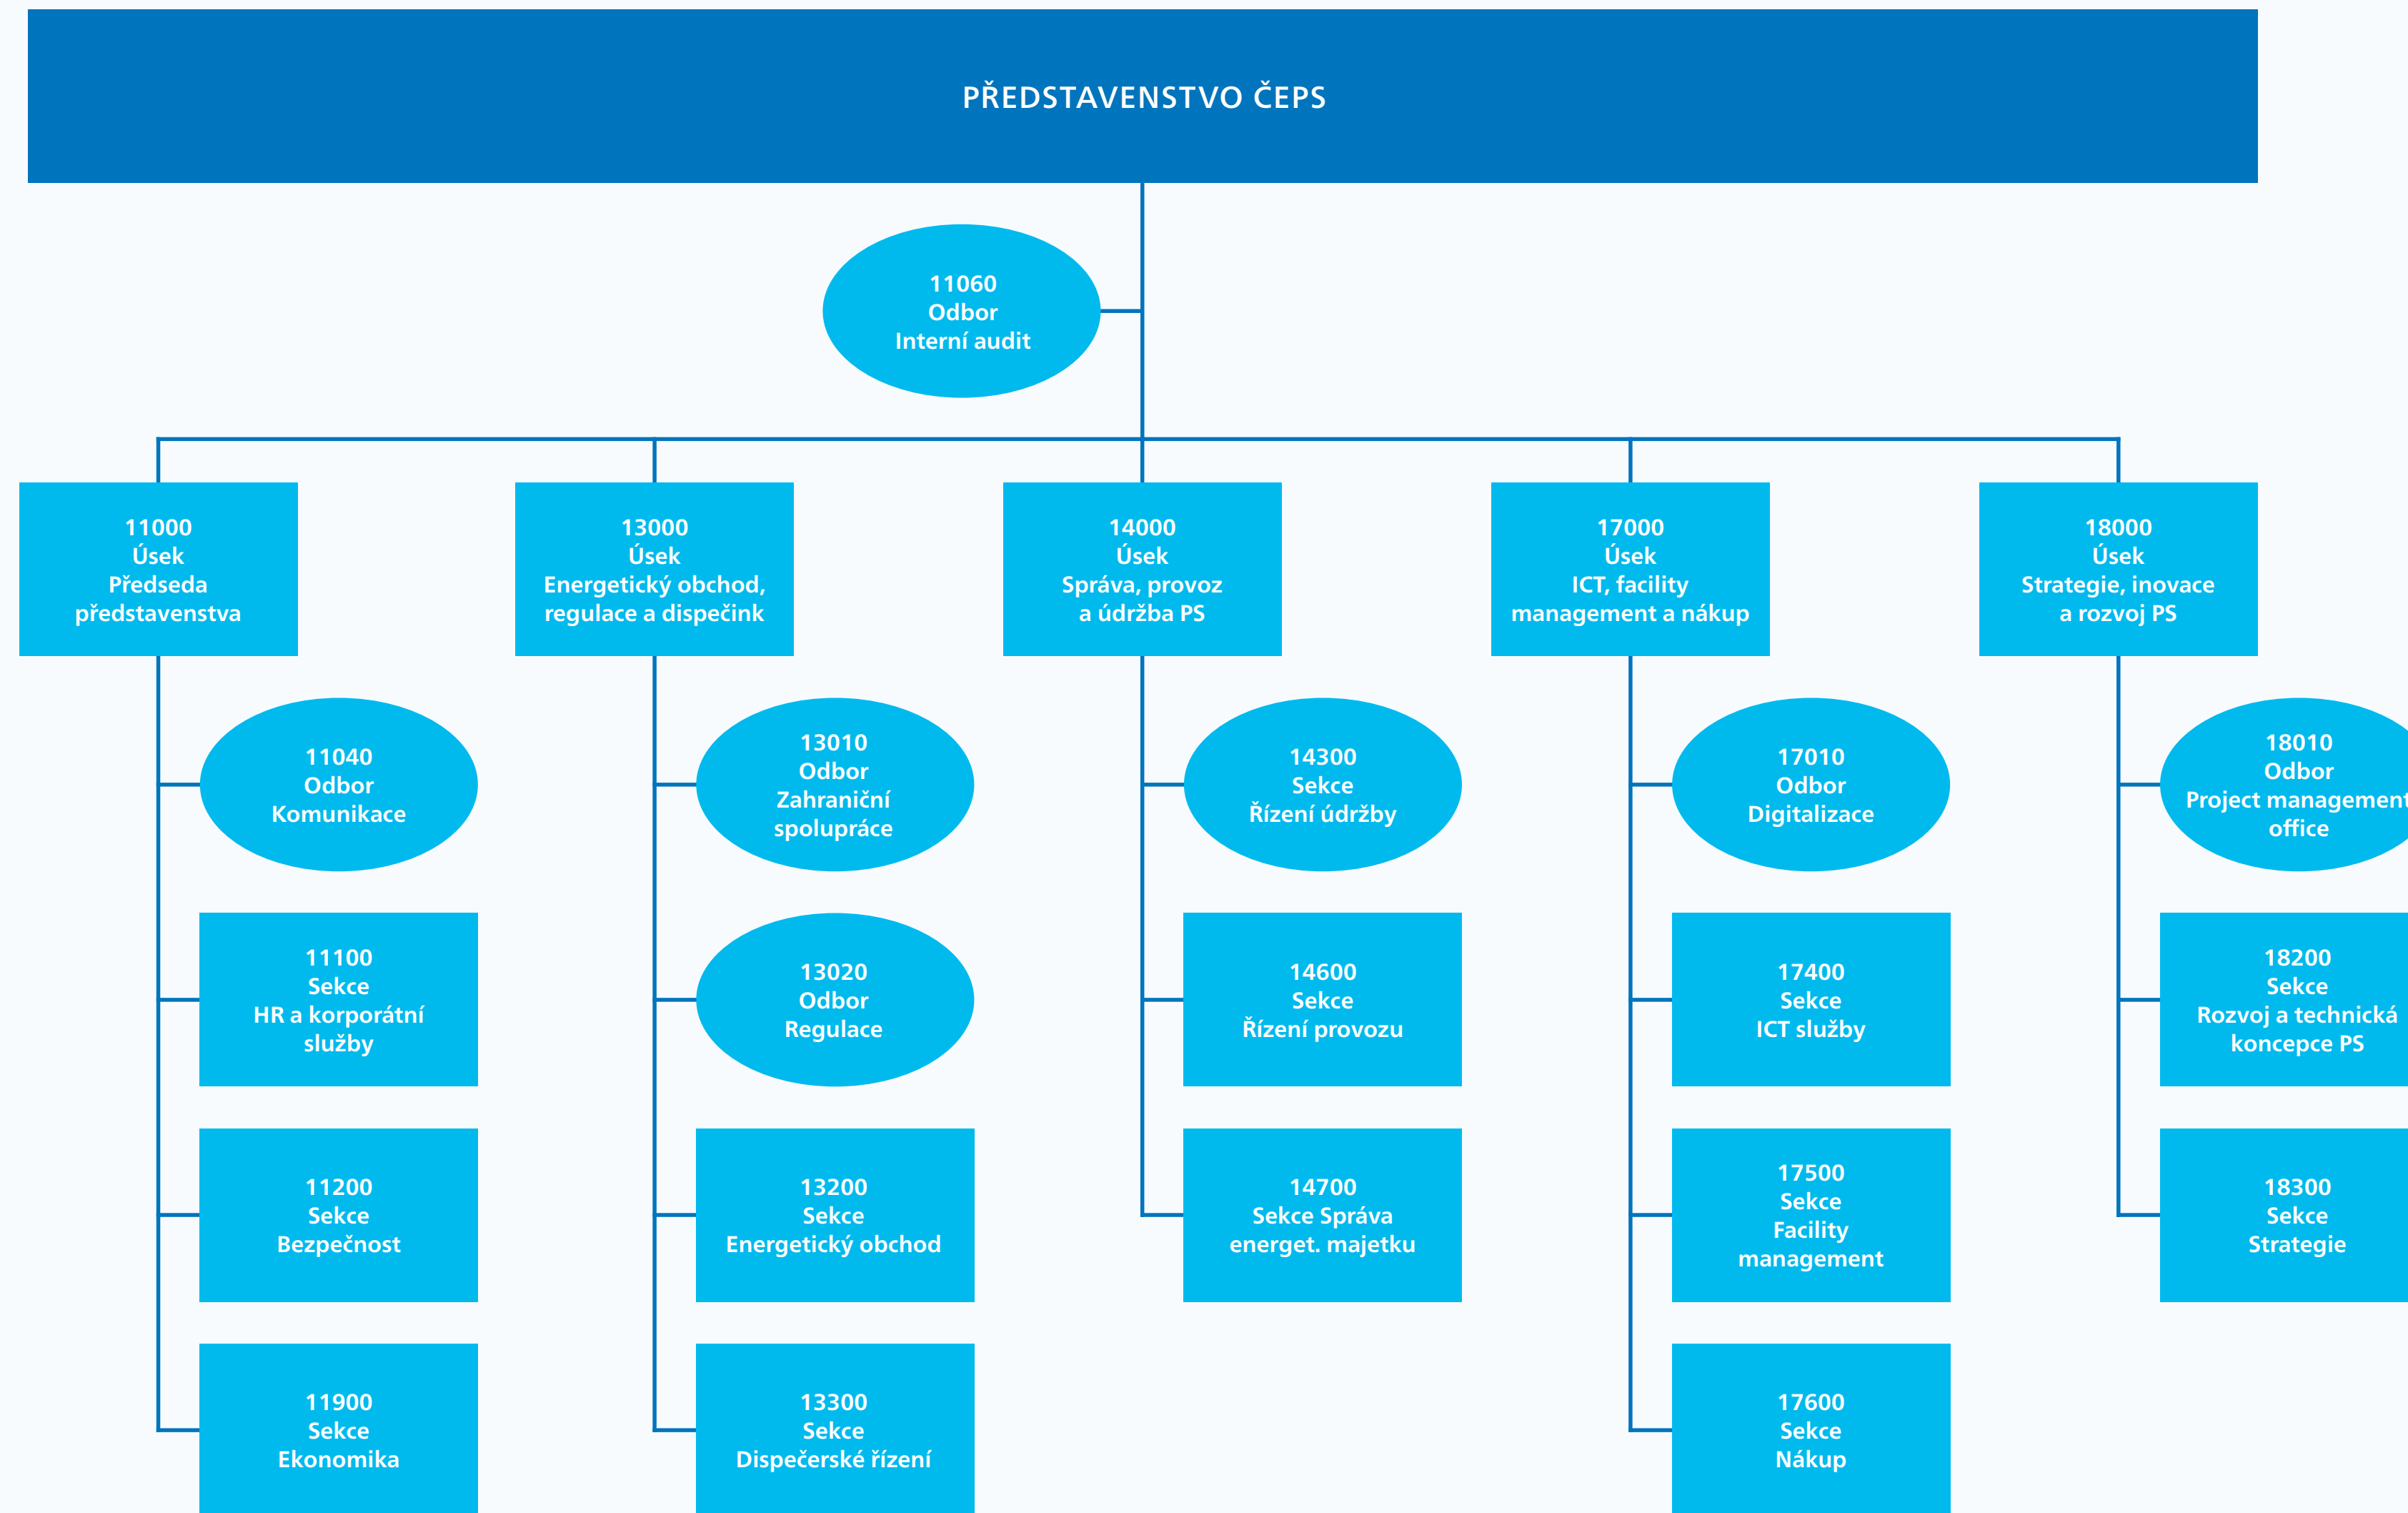 PŘEDSTAVENSTVO ČEPS
11060
Odbor
Interní audit
11000
Úsek
Předseda
představenstva
13000
Úsek
Energetický obchod,
regulace a dispečink
14000
Úsek
Správa, provoz
a údržba PS
17000
Úsek
ICT, facility
management a nákup
18000
Úsek
Strategie, inovace
a rozvoj PS
11040
Odbor
Komunikace
13010
Odbor
Zahraniční
spolupráce
14300
Sekce
Řízení údržby
17010
Odbor
Digitalizace
18010
Odbor
Project management
office
11100
Sekce
HR a korporátní
služby
13020
Odbor
Regulace
14600
Sekce
Řízení provozu
17400
Sekce
ICT služby
18200
Sekce
Rozvoj a technická
koncepce PS
11200
Sekce
Bezpečnost
13200
Sekce
Energetický obchod
14700
Sekce Správa
energet. majetku
17500
Sekce
Facility
management
18300
Sekce
Strategie
11900
Sekce
Ekonomika
13300
Sekce
Dispečerské řízení
17600
Sekce
Nákup